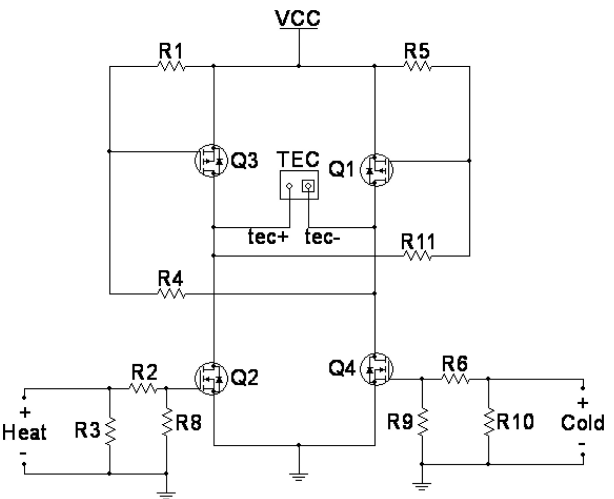 VCC
R1
R5
Q3
TEC
Q1
tec+
tec-
R11
R4
R2
Q2
Q4
R6
+
Heat
-
R3
R8
R9
R10
+
Cold
-